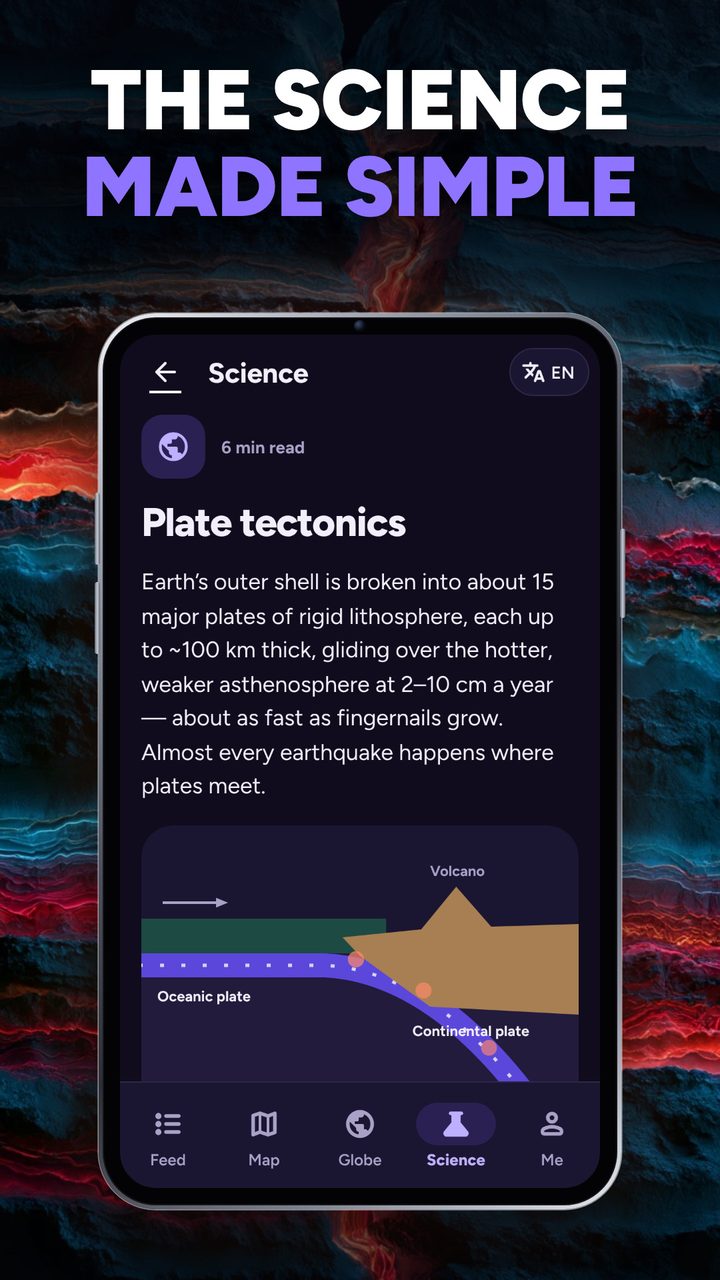 THE SCIENCE
MADE SIMPLE
Science
EN
6 min read
Plate tectonics
Earth’s outer shell is broken into about 15
major plates of rigid lithosphere, each up
to ~100 km thick, gliding over the hotter,
weaker asthenosphere at 2–10 cm a year
— about as fast as fingernails grow.
Almost every earthquake happens where
plates meet.
Volcano
Oceanic plate
Continental plate
Feed
Map
Globe
Science
Me